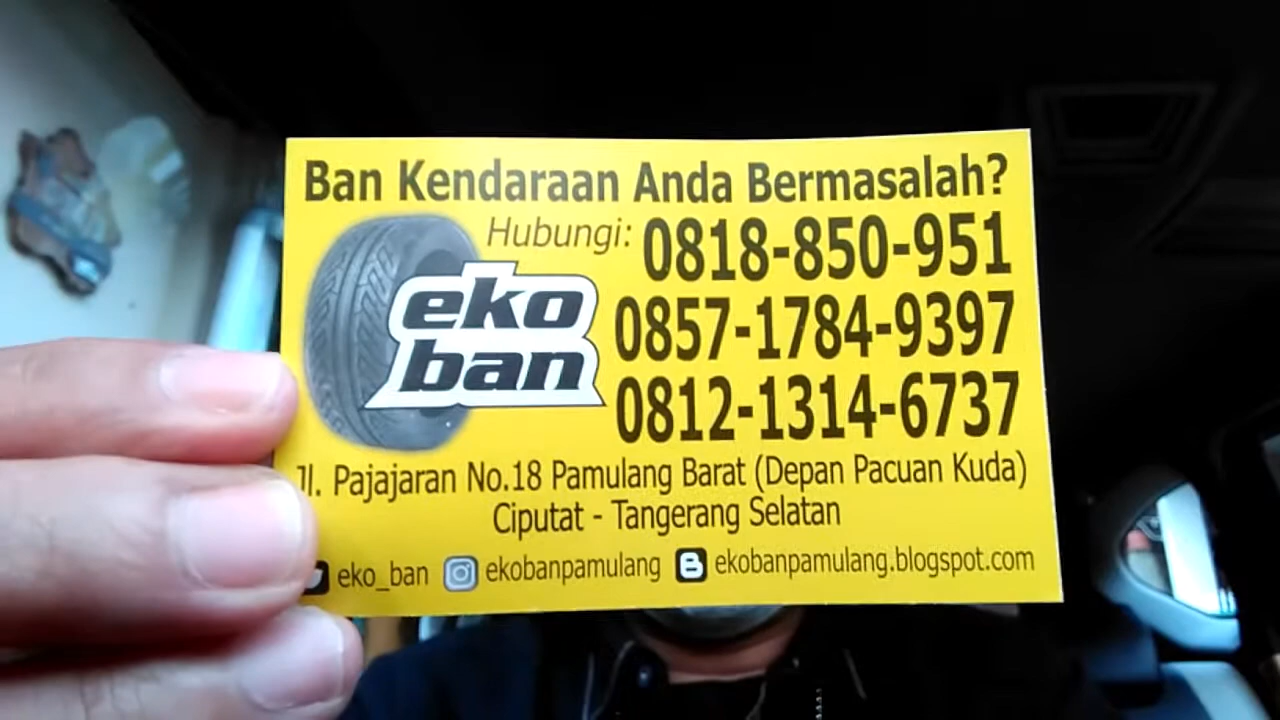 Ban Kendaraan Anda Bermasalah?
Hubungi: 0818-850-951
0857-1784-9397
0812-1314-6737
eko
ban
Jl. Pajajaran No.18 Pamulang Barat (Depan Pacuan Kuda)
Ciputat - Tangerang Selatan
eko_ban ekobanpamulang ekobanpamulang.blogspot.com